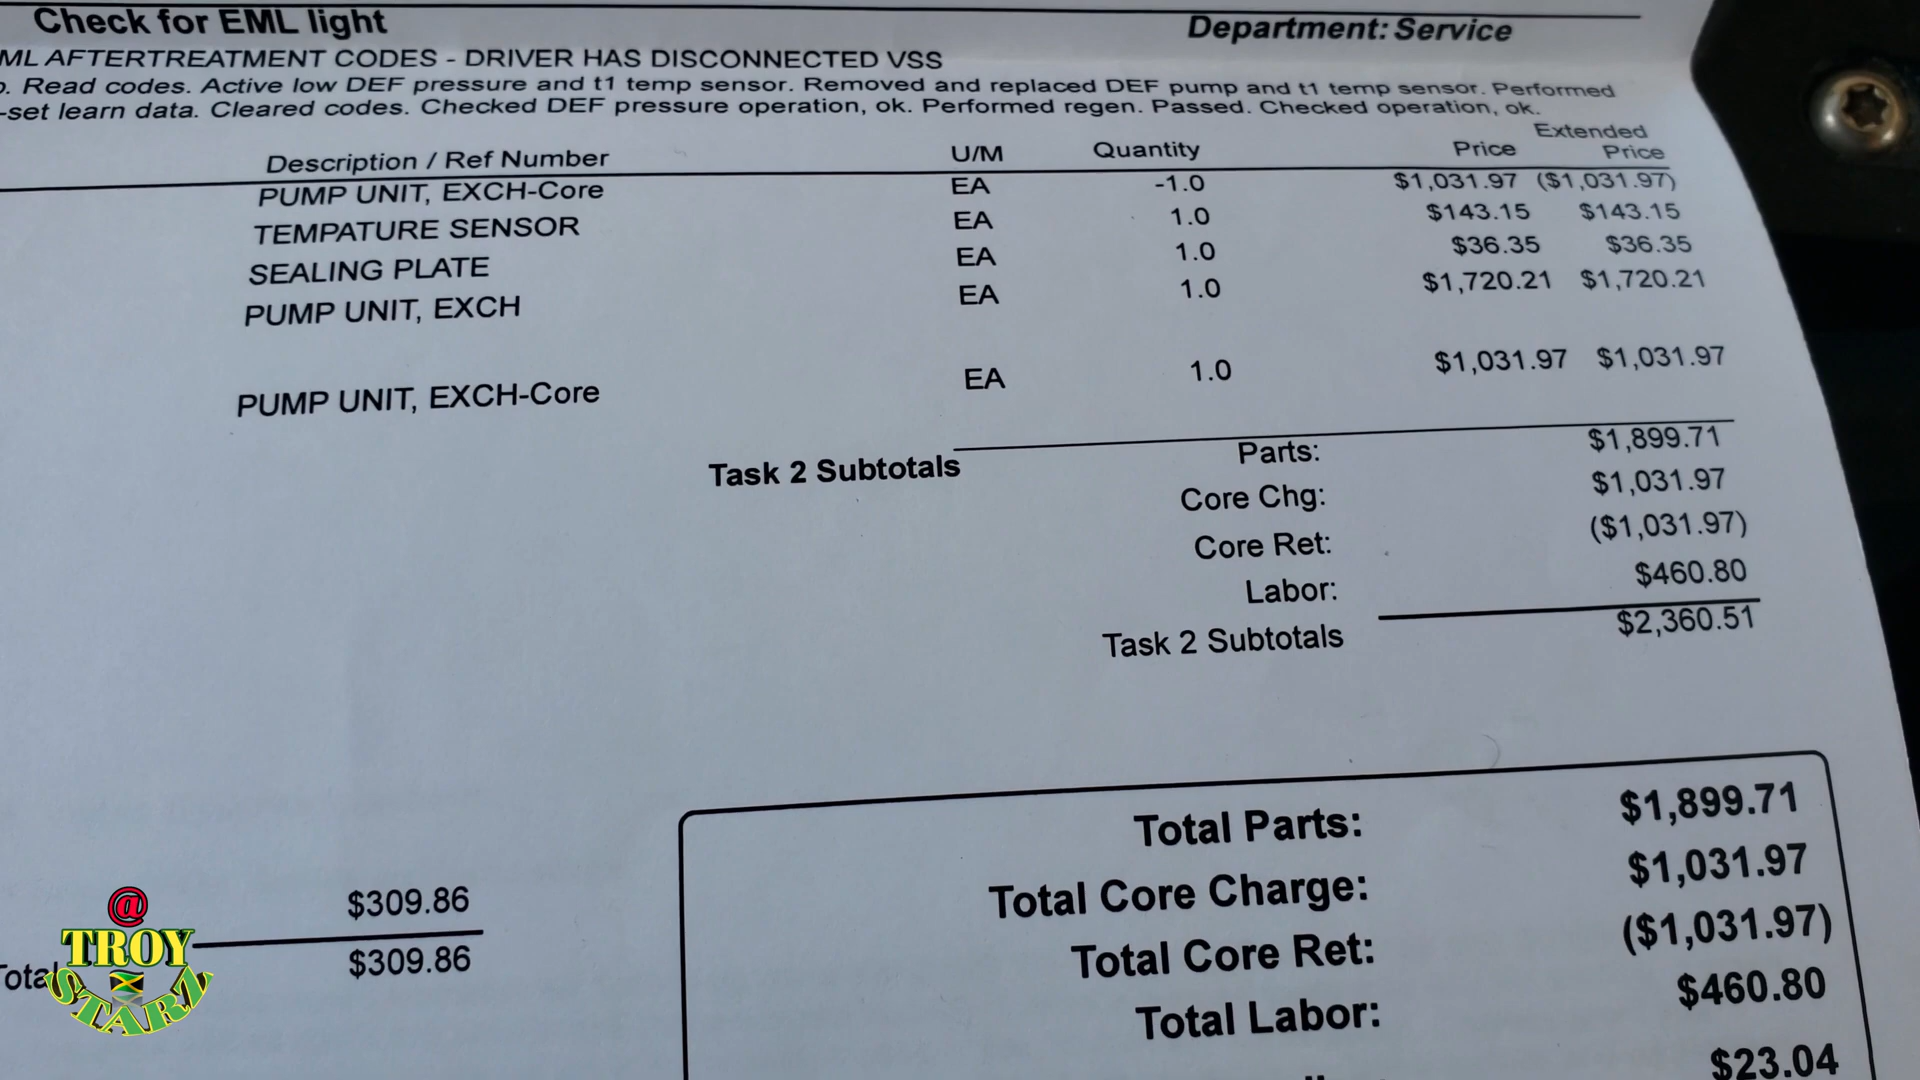 Check for EML light
Department: Service
ML AFTERTREATMENT CODES - DRIVER HAS DISCONNECTED VSS
. Read codes. Active low DEF pressure and t1 temp sensor. Removed and replaced DEF pump and t1 temp sensor. Performed
-set learn data. Cleared codes. Checked DEF pressure operation, ok. Performed regen. Passed. Checked operation, ok.
Description / Ref Number U/M Quantity Price Extended Price
PUMP UNIT, EXCH-Core EA -1.0 $1,031.97 ($1,031.97)
TEMPATURE SENSOR EA 1.0 $143.15 $143.15
SEALING PLATE EA 1.0 $36.35 $36.35
PUMP UNIT, EXCH EA 1.0 $1,720.21 $1,720.21
PUMP UNIT, EXCH-Core EA 1.0 $1,031.97 $1,031.97
Task 2 Subtotals Parts: $1,899.71
Core Chg: $1,031.97
Core Ret: ($1,031.97)
Labor: $460.80
Task 2 Subtotals $2,360.51
Total Parts: $1,899.71
Total Core Charge: $1,031.97
Total Core Ret: ($1,031.97)
Total Labor: $460.80
$23.04
$309.86
Total $309.86
@
TROY
STARZ